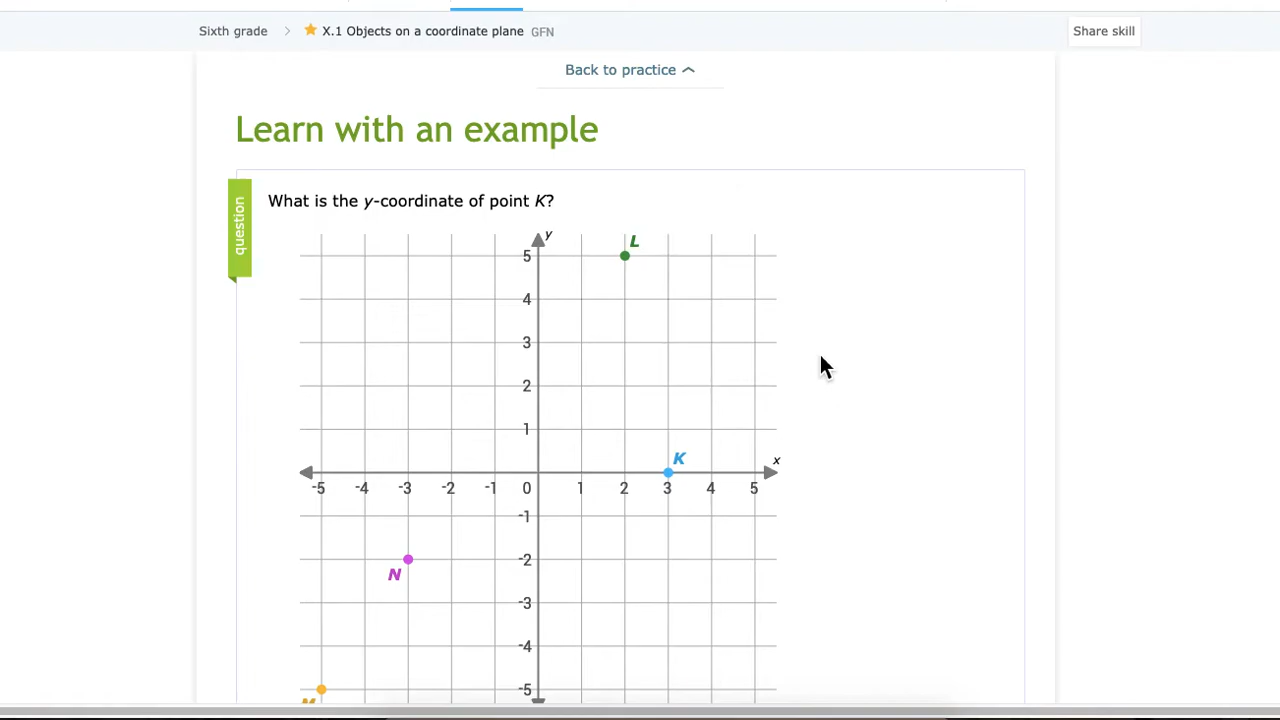 Sixth grade > X.1 Objects on a coordinate plane GFN
Share skill
Back to practice
Learn with an example
question
What is the y-coordinate of point K?
y
L
5
4
3
2
1
K
x
-5 -4 -3 -2 -1 0 1 2 3 4 5
-1
-2
N
-3
-4
-5